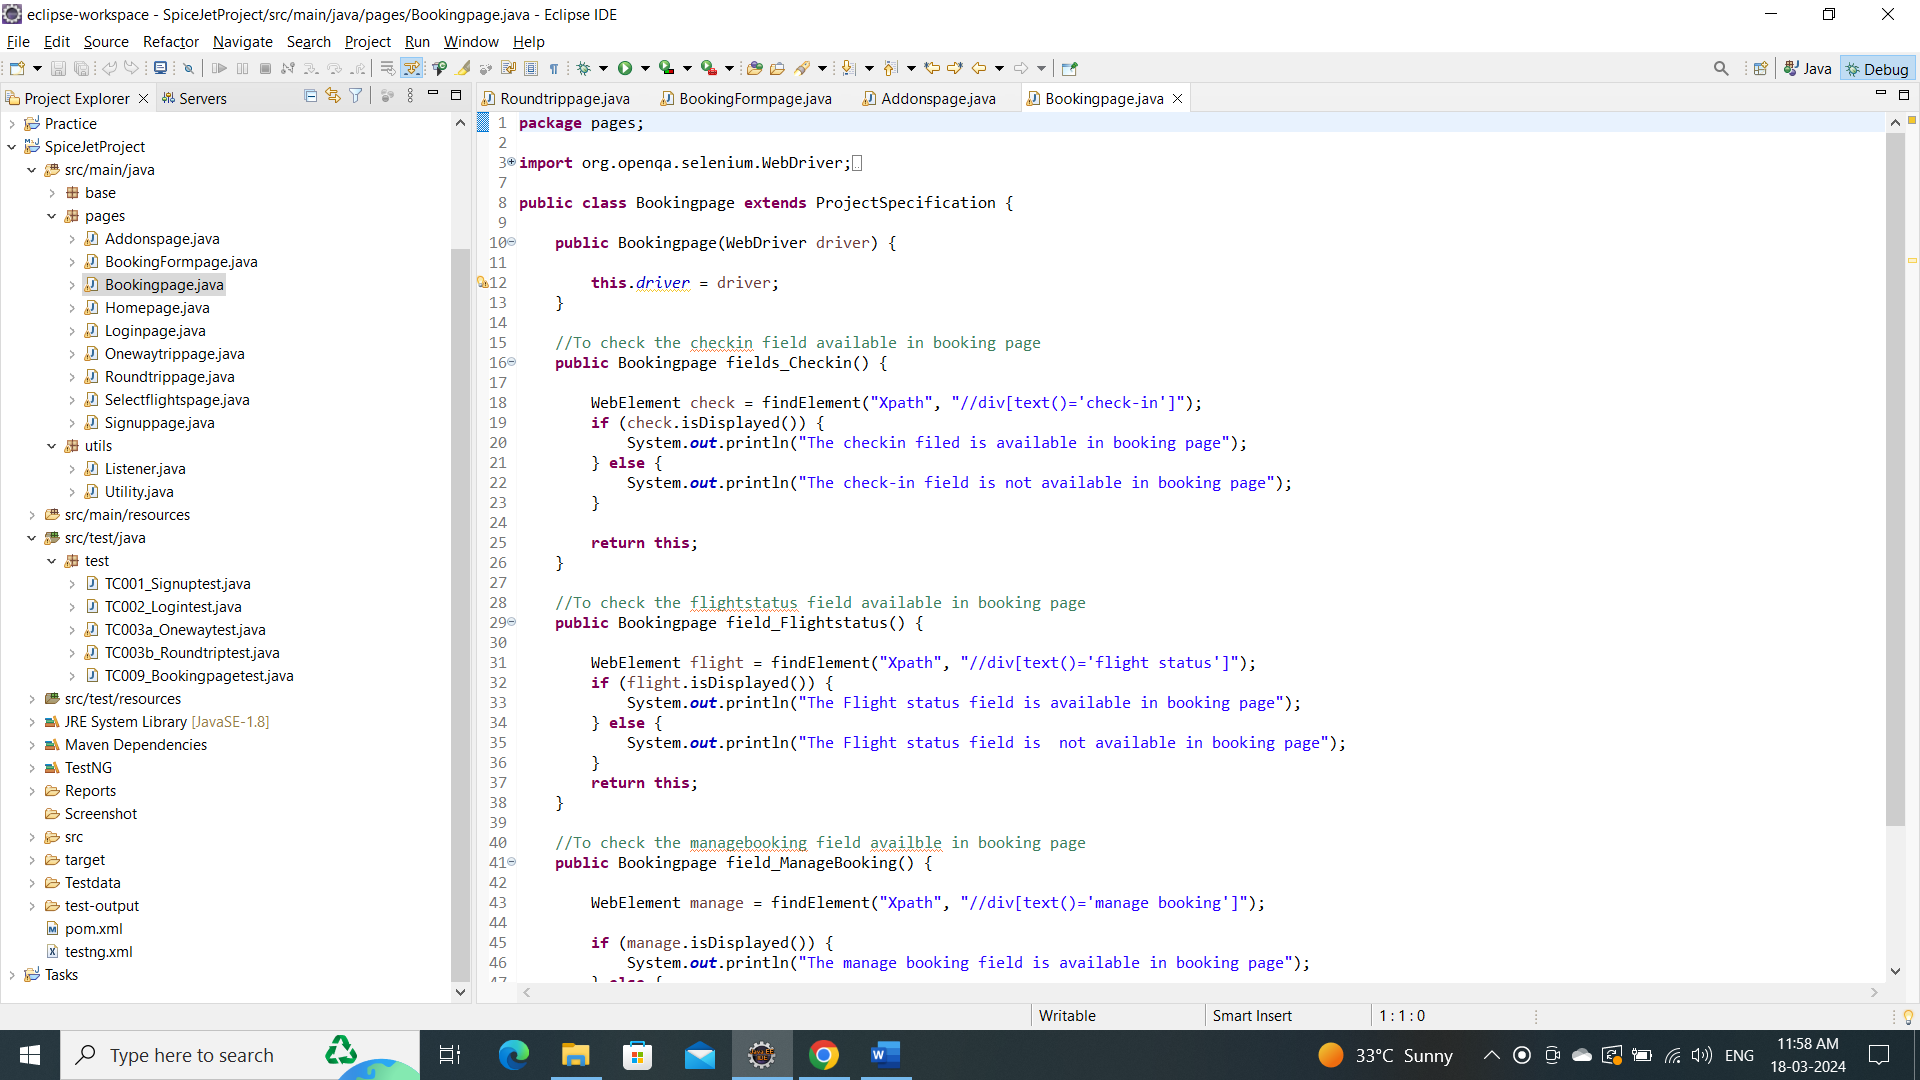 eclipse-workspace - SpiceJetProject/src/main/java/pages/Bookingpage.java - Eclipse IDE
File Edit Source Refactor Navigate Search Project Run Window Help
Java Debug
Project Explorer Servers
Roundtrippage.java BookingFormpage.java Addonspage.java Bookingpage.java
Practice
SpiceJetProject
src/main/java
base
pages
Addonspage.java
BookingFormpage.java
Bookingpage.java
Homepage.java
Loginpage.java
Onewaytrippage.java
Roundtrippage.java
Selectflightspage.java
Signuppage.java
utils
Listener.java
Utility.java
src/main/resources
src/test/java
test
TC001_Signuptest.java
TC002_Logintest.java
TC003a_Onewaytest.java
TC003b_Roundtriptest.java
TC009_Bookingpagetest.java
src/test/resources
JRE System Library [JavaSE-1.8]
Maven Dependencies
TestNG
Reports
Screenshot
src
target
Testdata
test-output
pom.xml
testng.xml
Tasks
1 package pages;
2
3 import org.openqa.selenium.WebDriver;
7
8 public class Bookingpage extends ProjectSpecification {
9
10 public Bookingpage(WebDriver driver) {
11
12 this.driver = driver;
13 }
14
15 //To check the checkin field available in booking page
16 public Bookingpage fields_Checkin() {
17
18 WebElement check = findElement("Xpath", "//div[text()='check-in']");
19 if (check.isDisplayed()) {
20 System.out.println("The checkin filed is available in booking page");
21 } else {
22 System.out.println("The check-in field is not available in booking page");
23 }
24
25 return this;
26 }
27
28 //To check the flightstatus field available in booking page
29 public Bookingpage field_Flightstatus() {
30
31 WebElement flight = findElement("Xpath", "//div[text()='flight status']");
32 if (flight.isDisplayed()) {
33 System.out.println("The Flight status field is available in booking page");
34 } else {
35 System.out.println("The Flight status field is  not available in booking page");
36 }
37 return this;
38 }
39
40 //To check the managebooking field availble in booking page
41 public Bookingpage field_ManageBooking() {
42
43 WebElement manage = findElement("Xpath", "//div[text()='manage booking']");
44
45 if (manage.isDisplayed()) {
46 System.out.println("The manage booking field is available in booking page");
47 } else {
Writable Smart Insert 1 : 1 : 0
Type here to search
33°C Sunny
ENG
11:58 AM
18-03-2024